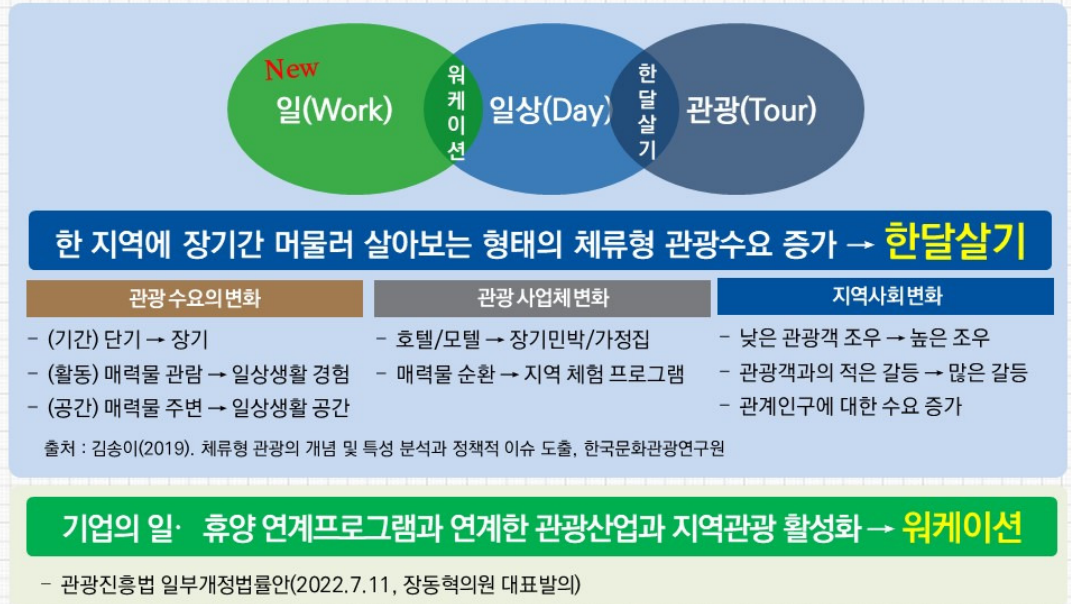 New
일(Work)
워케이션
일상(Day)
한달살기
관광(Tour)
한 지역에 장기간 머물러 살아보는 형태의 체류형 관광수요 증가 → 한달살기
관광 수요의 변화
- (기간) 단기 → 장기
- (활동) 매력물 관람 → 일상생활 경험
- (공간) 매력물 주변 → 일상생활 공간
관광 사업체 변화
- 호텔/모텔 → 장기민박/가정집
- 매력물 순환 → 지역 체험 프로그램
지역사회 변화
- 낮은 관광객 조우 → 높은 조우
- 관광객과의 적은 갈등 → 많은 갈등
- 관계인구에 대한 수요 증가
출처 : 김송이(2019). 체류형 관광의 개념 및 특성 분석과 정책적 이슈 도출, 한국문화관광연구원
기업의 일· 휴양 연계프로그램과 연계한 관광산업과 지역관광 활성화 → 워케이션
- 관광진흥법 일부개정법률안(2022.7.11, 장동혁의원 대표발의)